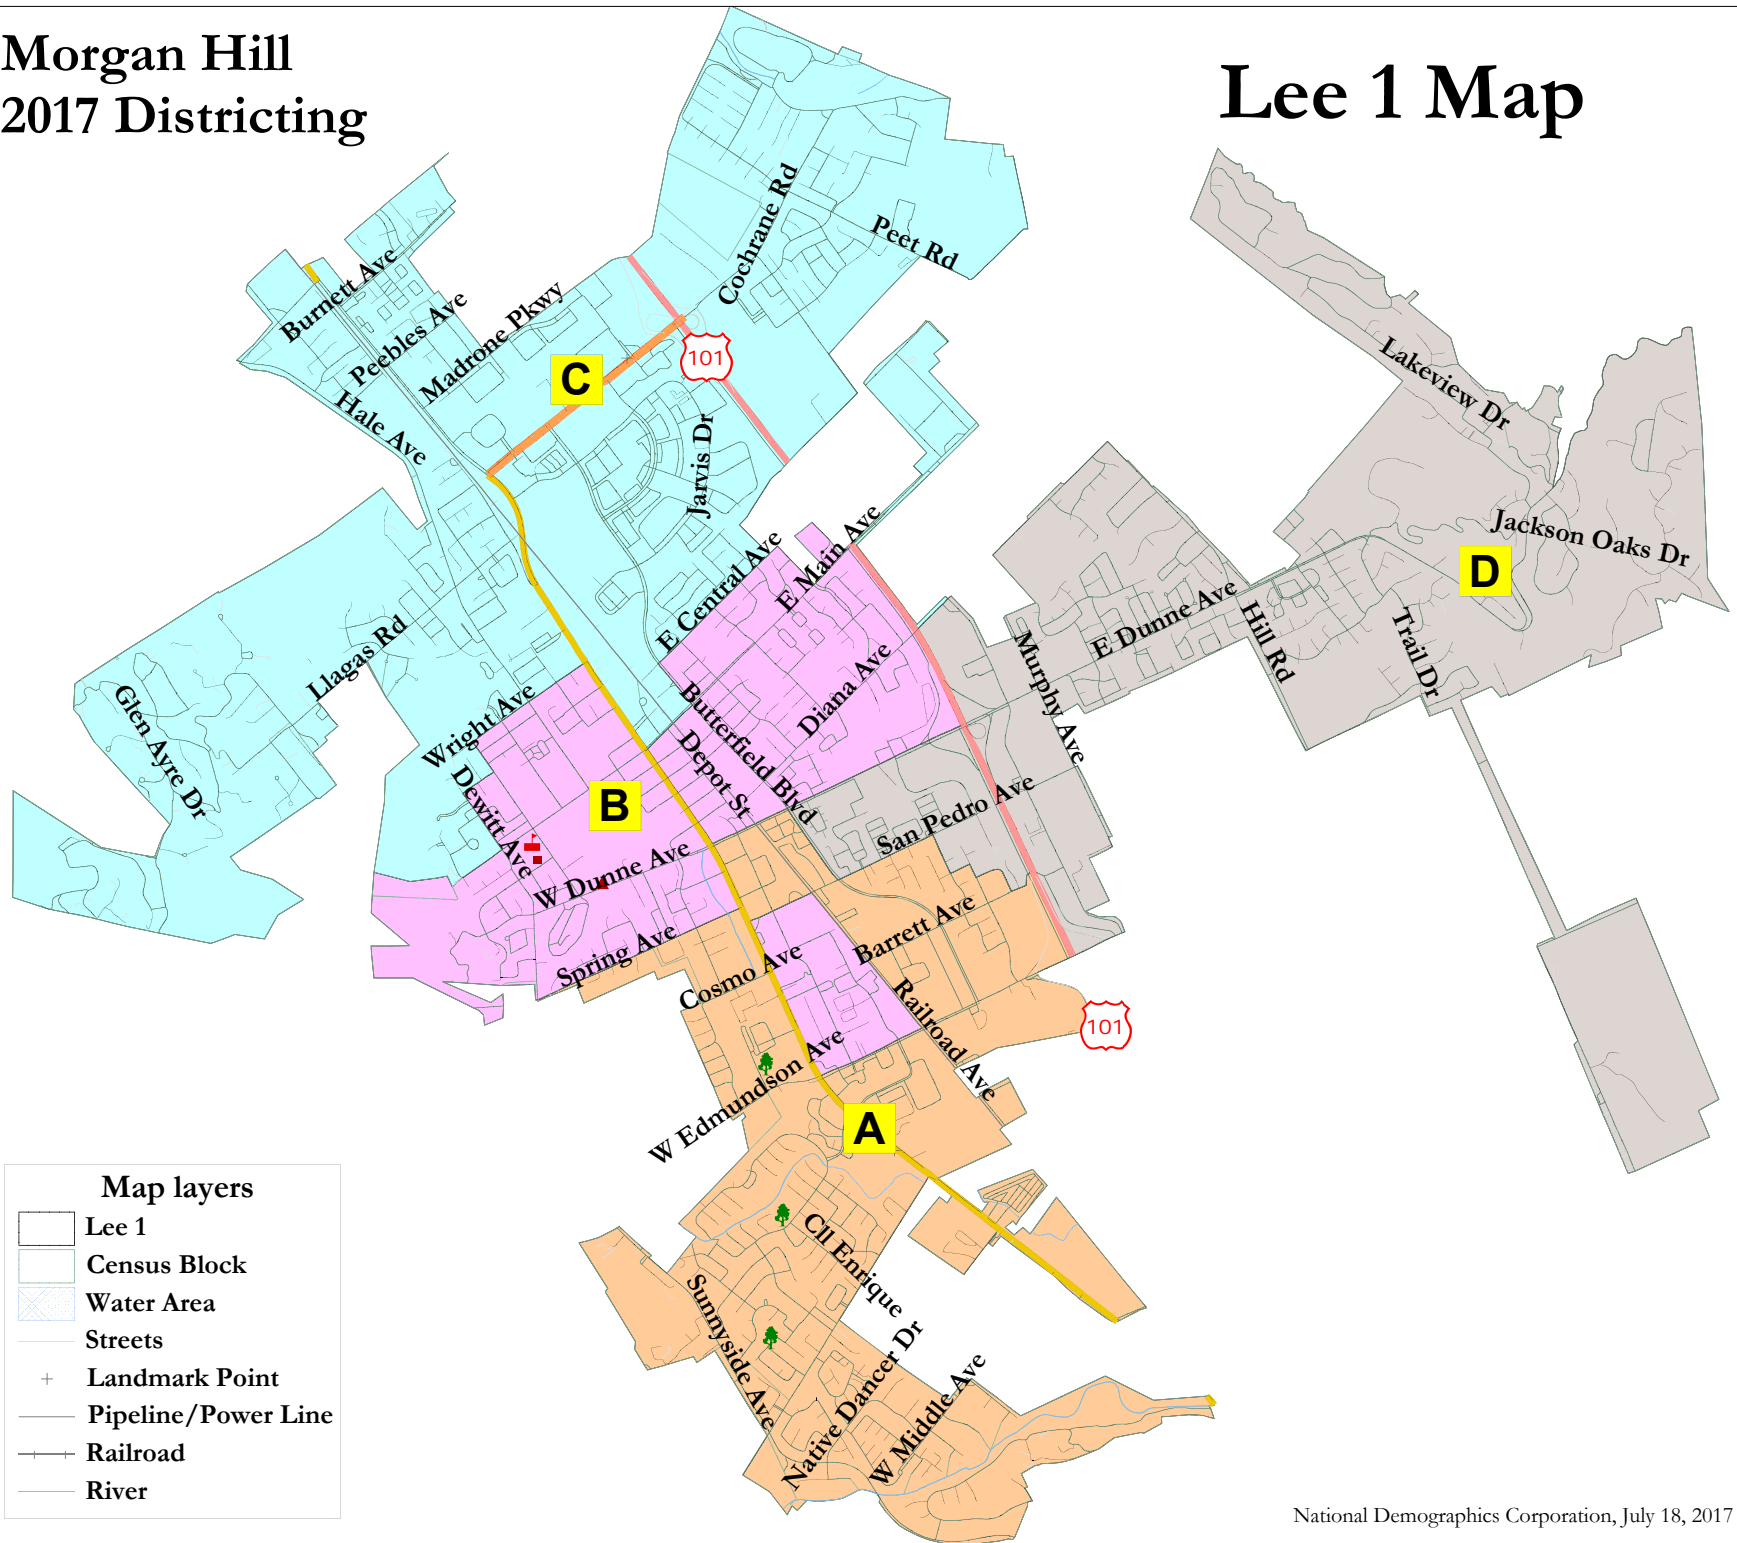 Morgan Hill
2017 Districting
Lee 1 Map
Cochrane Rd
Peet Rd
Burnett Ave
Peebles Ave
Madrone Pkwy
Hale Ave
C
101
Jarvis Dr
Lakeview Dr
Jackson Oaks Dr
D
E Main Ave
E Central Ave
E Dunne Ave
Hill Rd
Trail Dr
Murphy Ave
Llagas Rd
Glen Ayre Dr
Wright Ave
Dewitt Ave
Butterfield Blvd
Diana Ave
Depot St
B
San Pedro Ave
W Dunne Ave
Spring Ave
Cosmo Ave
Barrett Ave
Railroad Ave
101
W Edmundson Ave
A
Cll Enrique
Sunnyside Ave
Native Dancer Dr
W Middle Ave
Map layers
Lee 1
Census Block
Water Area
Streets
Landmark Point
Pipeline/Power Line
Railroad
River
National Demographics Corporation, July 18, 2017